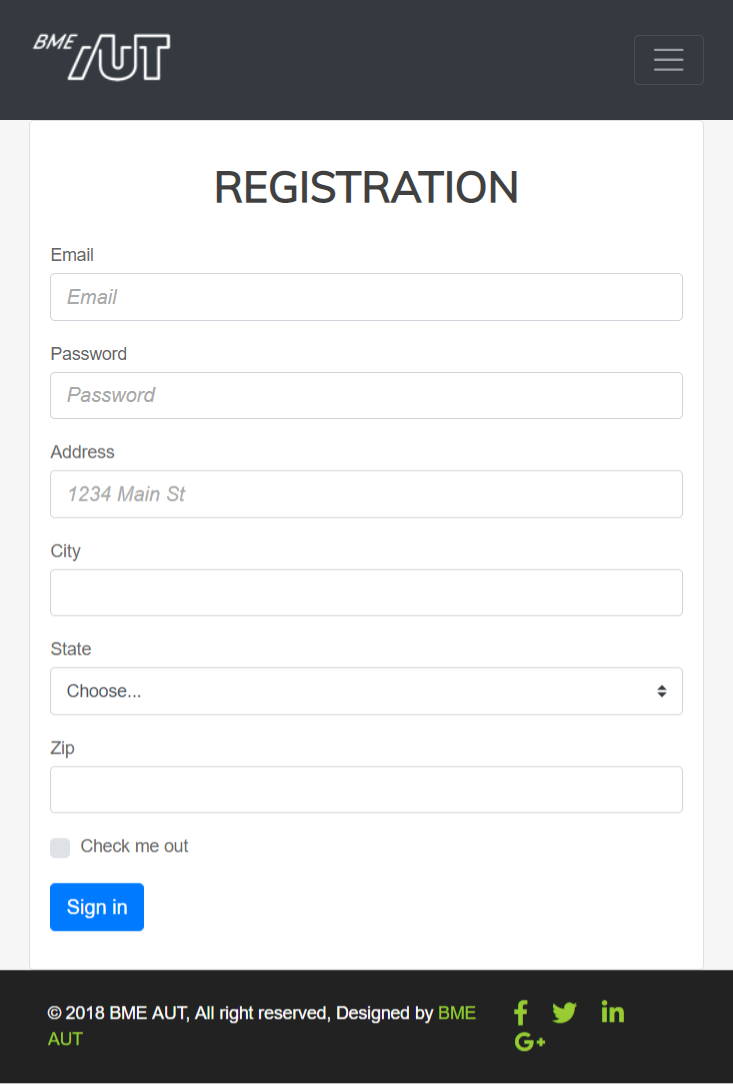 BME AUT
REGISTRATION
Email
Email
Password
Password
Address
1234 Main St
City
State
Choose...
Zip
Check me out
Sign in
© 2018 BME AUT, All right reserved, Designed by BME
AUT